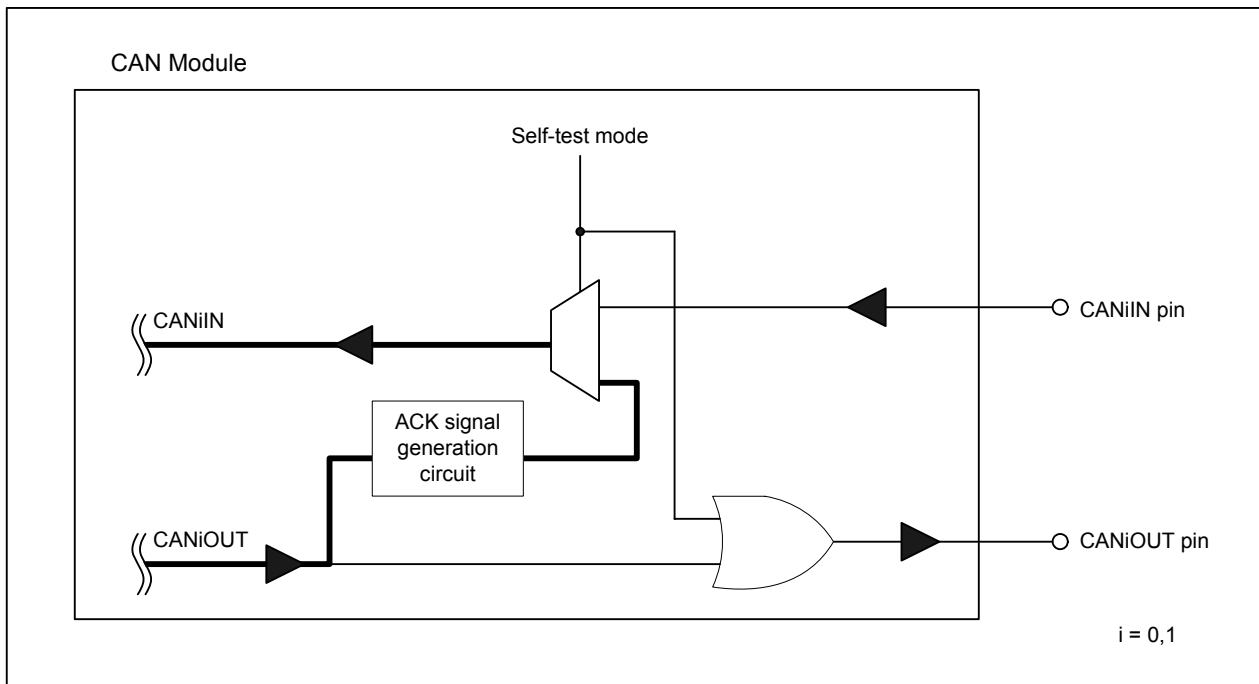 CAN Module
Self-test mode
CANiIN
CANiIN pin
ACK signal
generation
circuit
CANiOUT
CANiOUT pin
i = 0,1